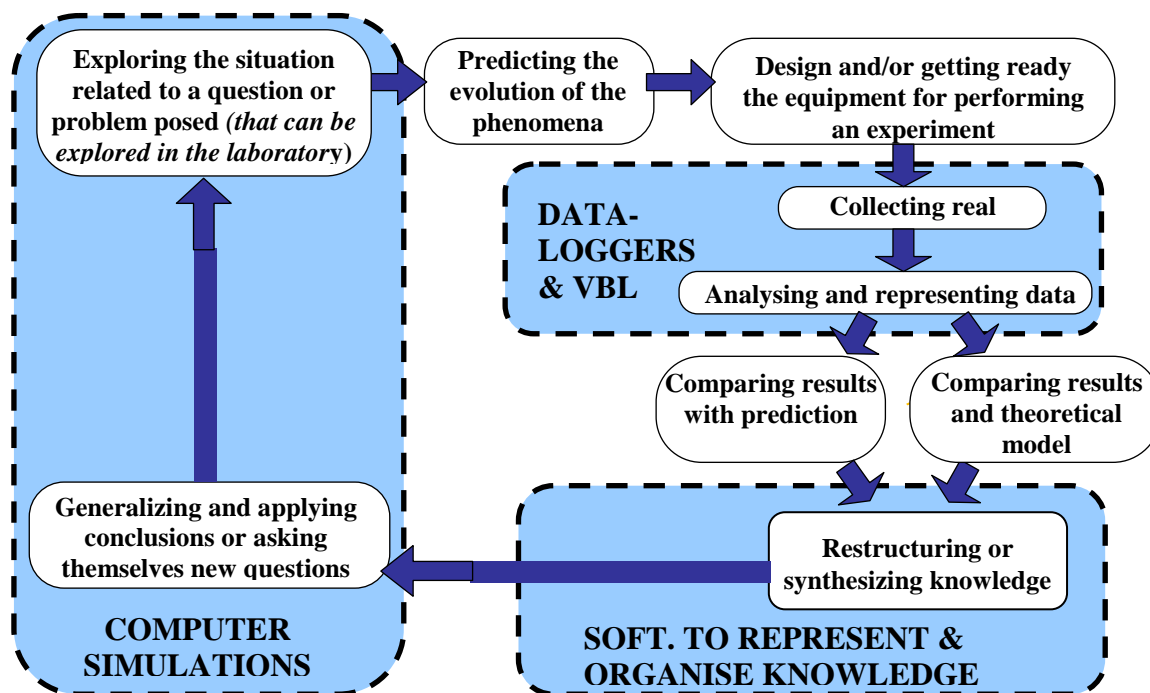 Exploring the situation
related to a question or
problem posed (that can be
explored in the laboratory)
Predicting the
evolution of the
phenomena
Design and/or getting ready
the equipment for performing
an experiment
DATA-
LOGGERS
& VBL
Collecting real
Analysing and representing data
Comparing results
with prediction
Comparing results
and theoretical
model
Restructuring or
synthesizing knowledge
SOFT. TO REPRESENT &
ORGANISE KNOWLEDGE
Generalizing and applying
conclusions or asking
themselves new questions
COMPUTER
SIMULATIONS